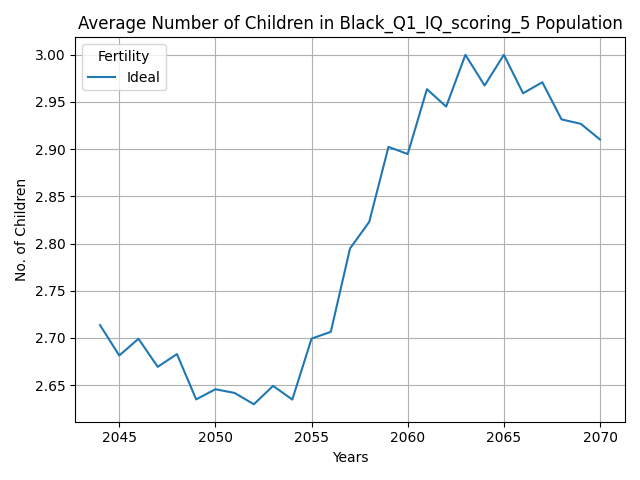 Average Number of Children in Black_Q1_IQ_scoring_5 Population
Fertility
Ideal
3.00
2.95
2.90
2.85
2.80
2.75
2.70
2.65
No. of Children
2045
2050
2055
2060
2065
2070
Years